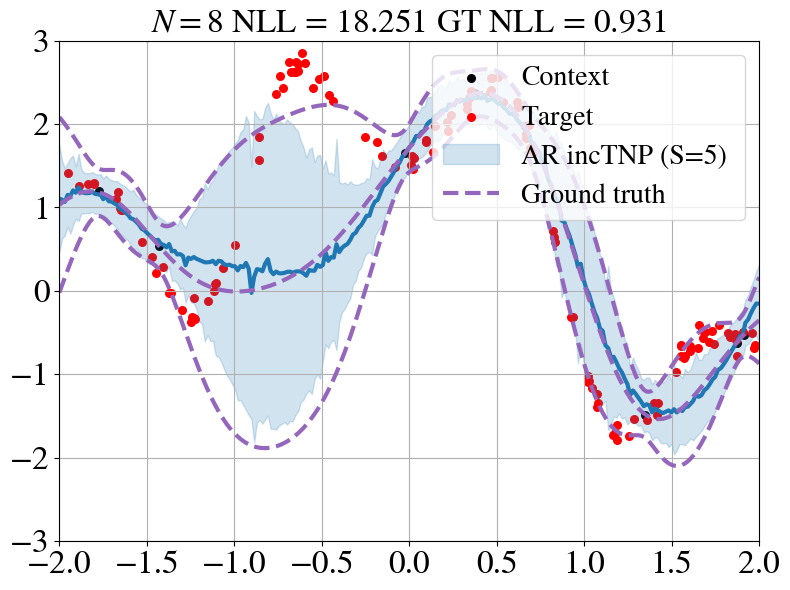 N = 8 NLL = 18.251 GT NLL = 0.931
3
2
1
0
−1
−2
−3
Context
Target
AR incTNP (S=5)
Ground truth
−2.0 −1.5 −1.0 −0.5 0.0 0.5 1.0 1.5 2.0